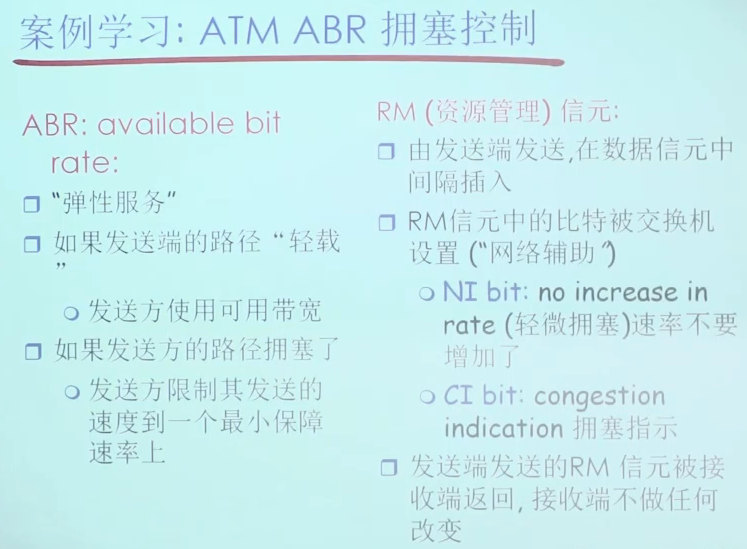 案例学习: ATM ABR 拥塞控制
ABR: available bit
rate:
“弹性服务”
如果发送端的路径“轻载
”
发送方使用可用带宽
如果发送方的路径拥塞了
发送方限制其发送的
速度到一个最小保障
速率上
RM (资源管理) 信元:
由发送端发送,在数据信元中
间隔插入
RM信元中的比特被交换机
设置 (“网络辅助”)
NI bit: no increase in
rate (轻微拥塞)速率不要
增加了
CI bit: congestion
indication 拥塞指示
发送端发送的RM 信元被接
收端返回, 接收端不做任何
改变